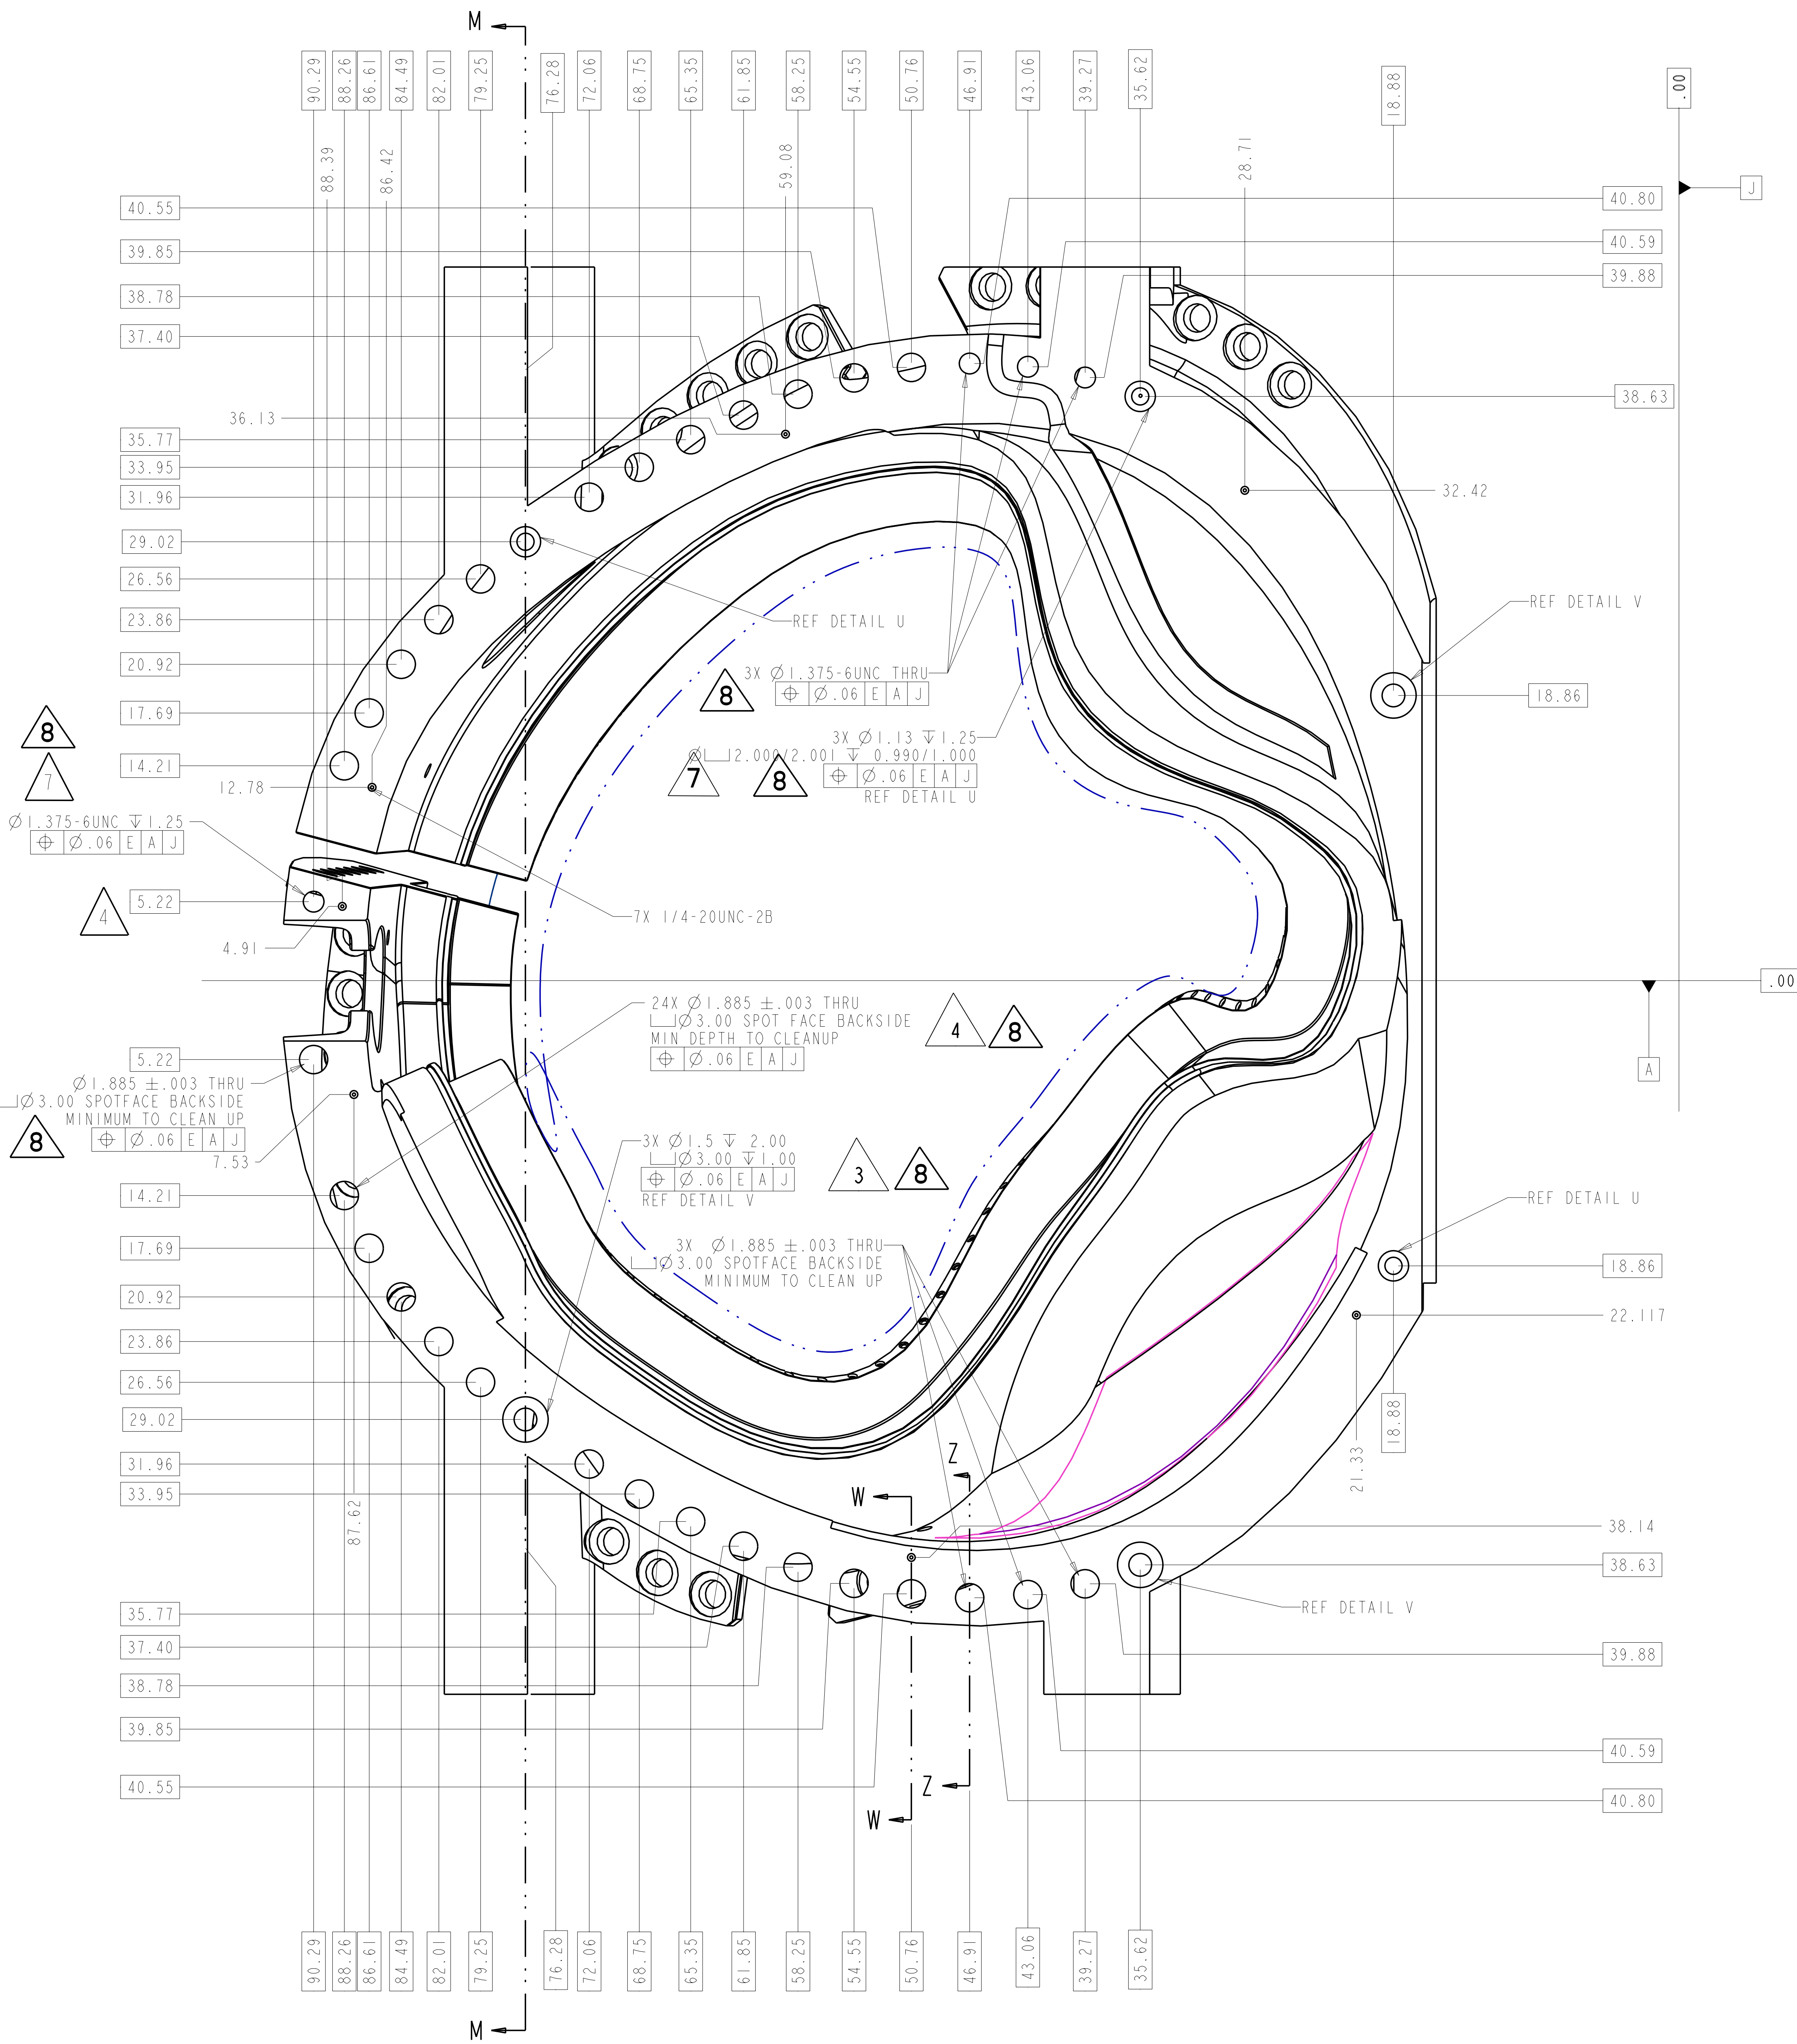 M
90.29
88.26
86.61
84.49
82.01
79.25
76.28
72.06
68.75
65.35
61.85
58.25
54.55
50.76
46.91
43.06
39.27
35.62
18.88
.00
88.39
86.42
59.08
28.71
J
40.55
40.80
39.85
40.59
38.78
39.88
37.40
38.63
36.13
35.77
33.95
32.42
31.96
29.02
26.56
REF DETAIL V
23.86
REF DETAIL U
20.92
3X Ø1.375-6UNC THRU
8
⌖ Ø.06 E A J
18.86
17.69
8
3X Ø1.13 ↧1.25
Ø⌴2.000/2.001 ↧ 0.990/1.000
7
8
⌖ Ø.06 E A J
REF DETAIL U
14.21
7
12.78
Ø1.375-6UNC ↧1.25
⌖ Ø.06 E A J
4
5.22
7X 1/4-20UNC-2B
4.91
.00
24X Ø1.885 ±.003 THRU
⌴Ø3.00 SPOT FACE BACKSIDE
MIN DEPTH TO CLEANUP
⌖ Ø.06 E A J
4
8
5.22
A
Ø1.885 ±.003 THRU
⌴Ø3.00 SPOTFACE BACKSIDE
MINIMUM TO CLEAN UP
8
⌖ Ø.06 E A J
7.53
3X Ø1.5 ↧ 2.00
⌴Ø3.00 ↧1.00
⌖ Ø.06 E A J
REF DETAIL V
3
8
14.21
REF DETAIL U
17.69
3X Ø1.885 ±.003 THRU
⌴Ø3.00 SPOTFACE BACKSIDE
MINIMUM TO CLEAN UP
18.86
20.92
22.117
23.86
26.56
29.02
18.88
21.33
31.96
Z
33.95
W
87.62
38.14
38.63
35.77
REF DETAIL V
37.40
39.88
38.78
39.85
40.59
40.55
Z
40.80
W
90.29
88.26
86.61
84.49
82.01
79.25
76.28
72.06
68.75
65.35
61.85
58.25
54.55
50.76
46.91
43.06
39.27
35.62
M